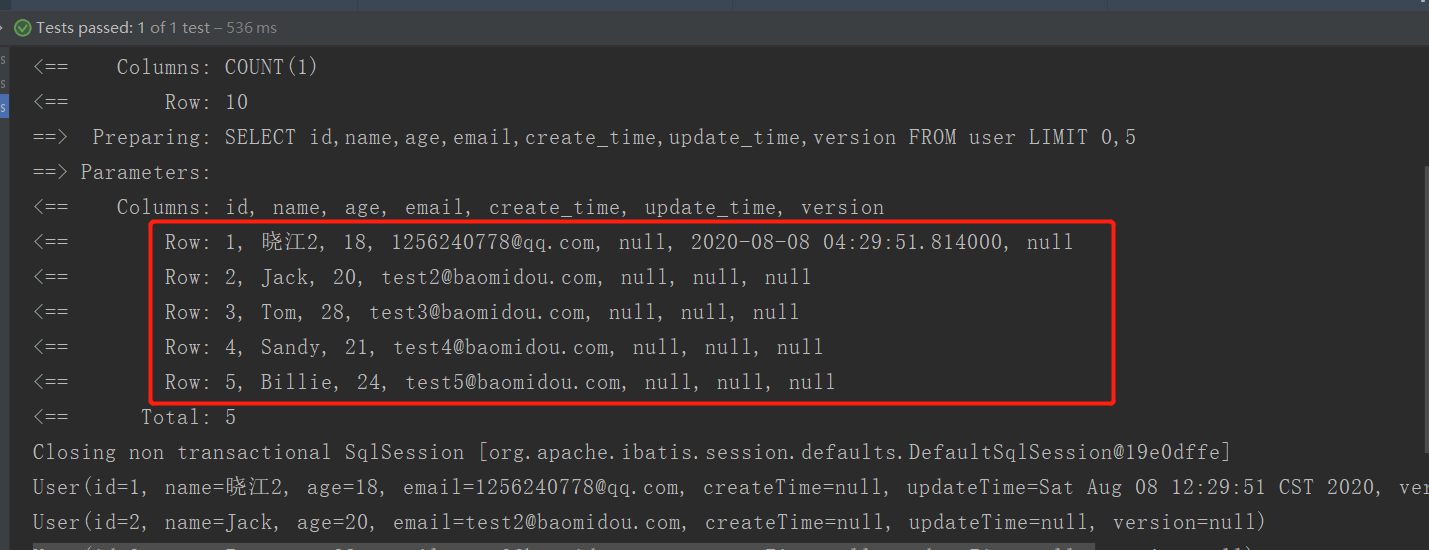 Tests passed: 1 of 1 test – 536 ms
<==    Columns: COUNT(1)
<==        Row: 10
==>  Preparing: SELECT id,name,age,email,create_time,update_time,version FROM user LIMIT 0,5
==> Parameters:
<==    Columns: id, name, age, email, create_time, update_time, version
<==        Row: 1, 晓江2, 18, 1256240778@qq.com, null, 2020-08-08 04:29:51.814000, null
<==        Row: 2, Jack, 20, test2@baomidou.com, null, null, null
<==        Row: 3, Tom, 28, test3@baomidou.com, null, null, null
<==        Row: 4, Sandy, 21, test4@baomidou.com, null, null, null
<==        Row: 5, Billie, 24, test5@baomidou.com, null, null, null
<==      Total: 5
Closing non transactional SqlSession [org.apache.ibatis.session.defaults.DefaultSqlSession@19e0dffe]
User(id=1, name=晓江2, age=18, email=1256240778@qq.com, createTime=null, updateTime=Sat Aug 08 12:29:51 CST 2020, ver
User(id=2, name=Jack, age=20, email=test2@baomidou.com, createTime=null, updateTime=null, version=null)